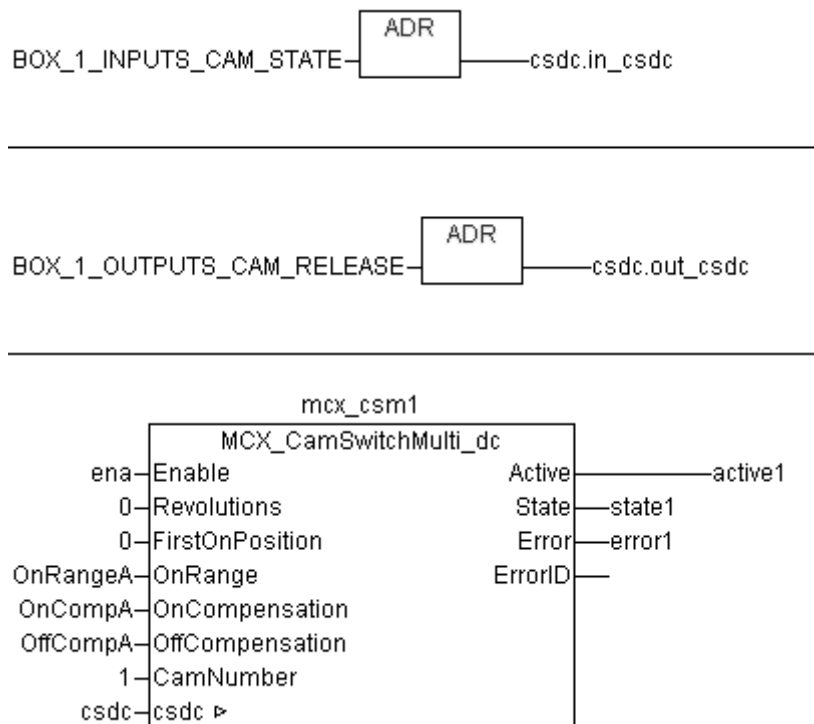 ADR
BOX_1_INPUTS_CAM_STATE csdc.in_csdc
ADR
BOX_1_OUTPUTS_CAM_RELEASE csdc.out_csdc
mcx_csm1
MCX_CamSwitchMulti_dc
ena Enable Active active1
0 Revolutions State state1
0 FirstOnPosition Error error1
OnRangeA OnRange ErrorID
OnCompA OnCompensation
OffCompA OffCompensation
1 CamNumber
csdc csdc ▷